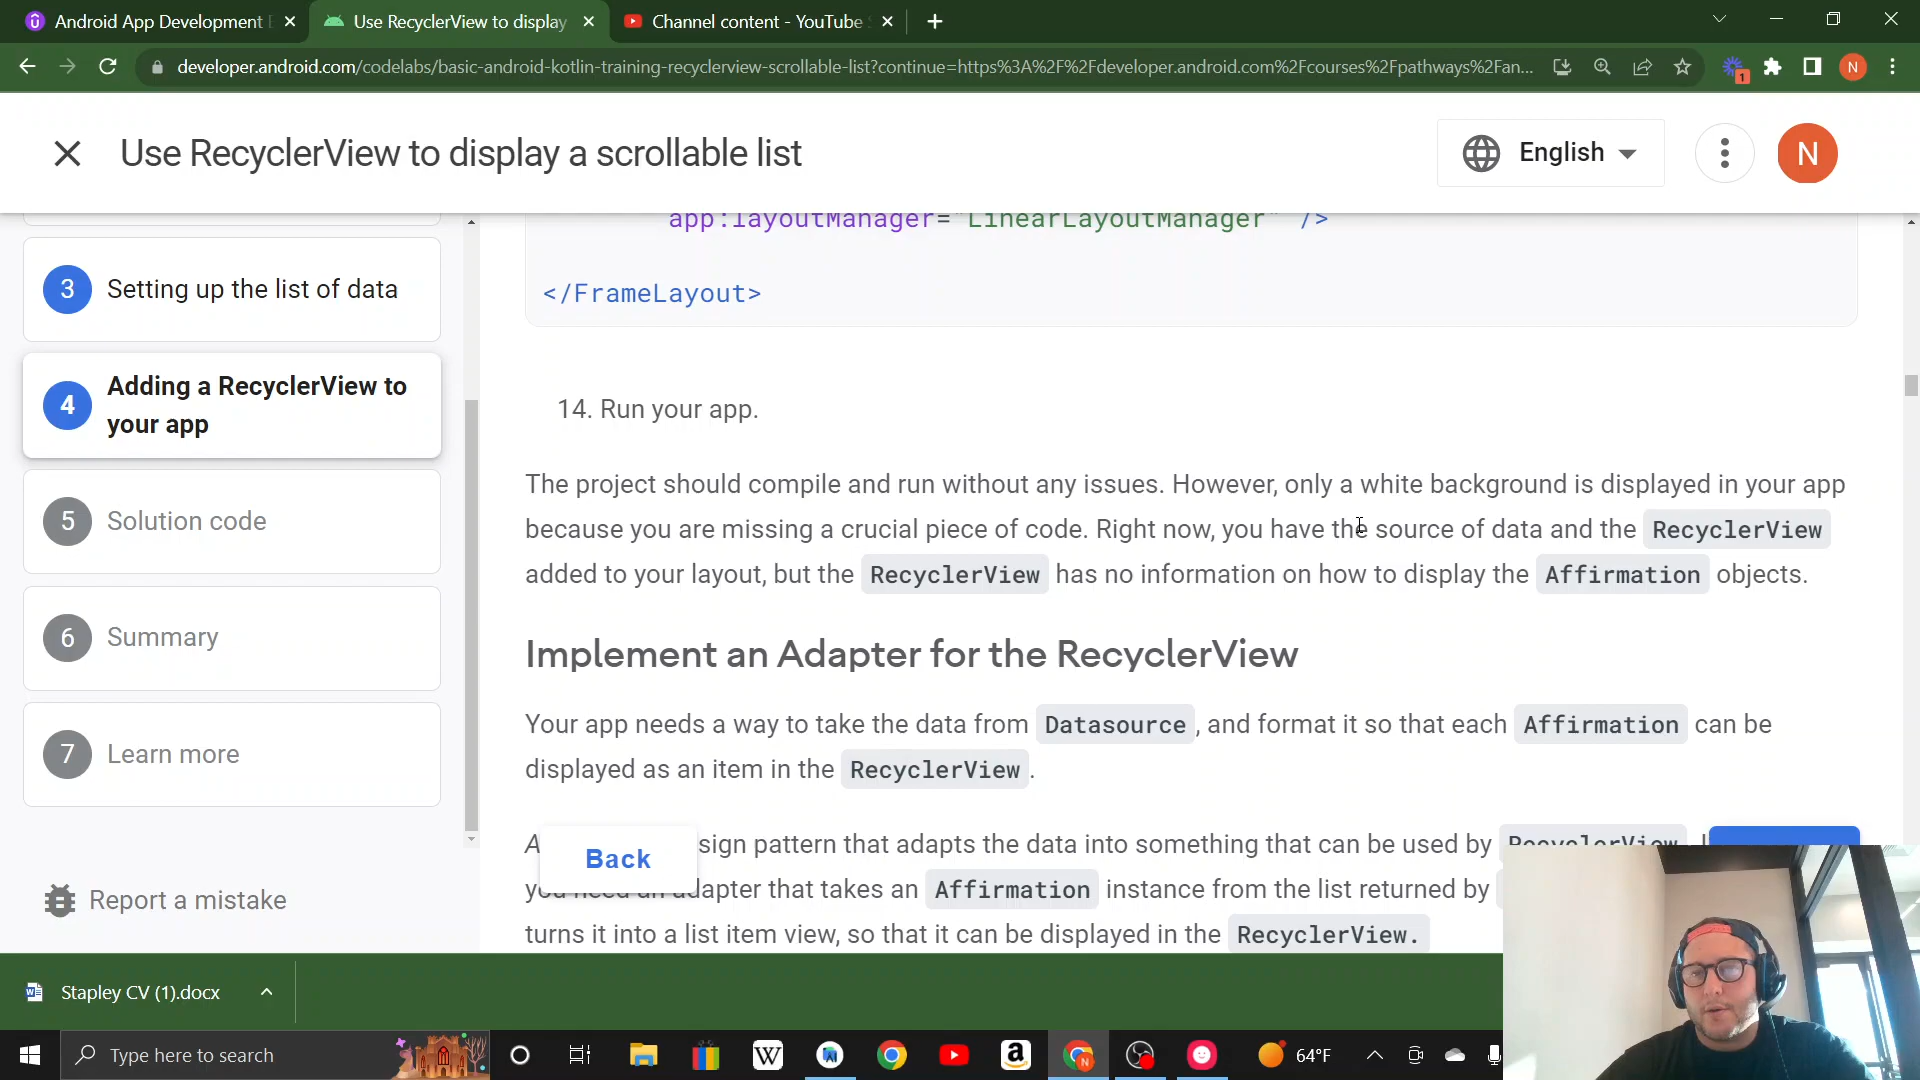 Android App Development
Use RecyclerView to display
Channel content - YouTube
developer.android.com/codelabs/basic-android-kotlin-training-recyclerview-scrollable-list?continue=https%3A%2F%2Fdeveloper.android.com%2Fcourses%2Fpathways%2Fan...
1
N
Use RecyclerView to display a scrollable list
English
N
app:layoutManager="LinearLayoutManager" />
</FrameLayout>
3 Setting up the list of data
4 Adding a RecyclerView to
your app
5 Solution code
6 Summary
7 Learn more
Report a mistake
14. Run your app.
The project should compile and run without any issues. However, only a white background is displayed in your app
because you are missing a crucial piece of code. Right now, you have the source of data and the RecyclerView
added to your layout, but the RecyclerView has no information on how to display the Affirmation objects.
Implement an Adapter for the RecyclerView
Your app needs a way to take the data from Datasource, and format it so that each Affirmation can be
displayed as an item in the RecyclerView.
sign pattern that adapts the data into something that can be used by RecyclerView
Back
you need an adapter that takes an Affirmation instance from the list returned by
turns it into a list item view, so that it can be displayed in the RecyclerView.
Stapley CV (1).docx
Type here to search
W
a
N
64°F